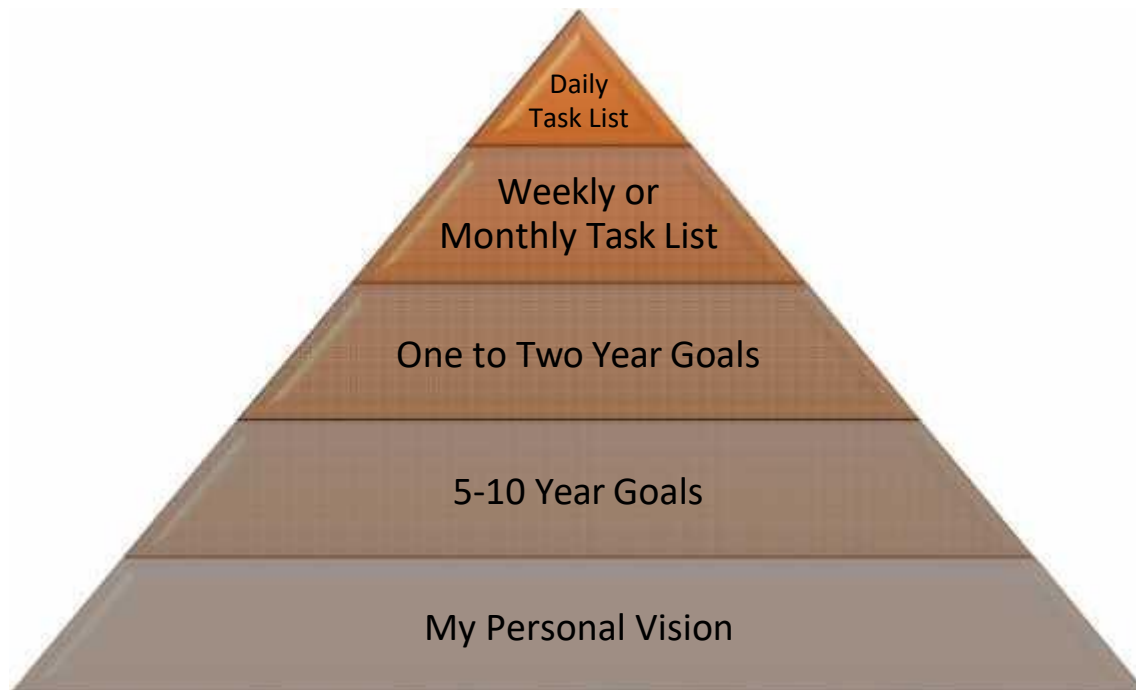 Daily
Task List
Weekly or
Monthly Task List
One to Two Year Goals
5-10 Year Goals
My Personal Vision